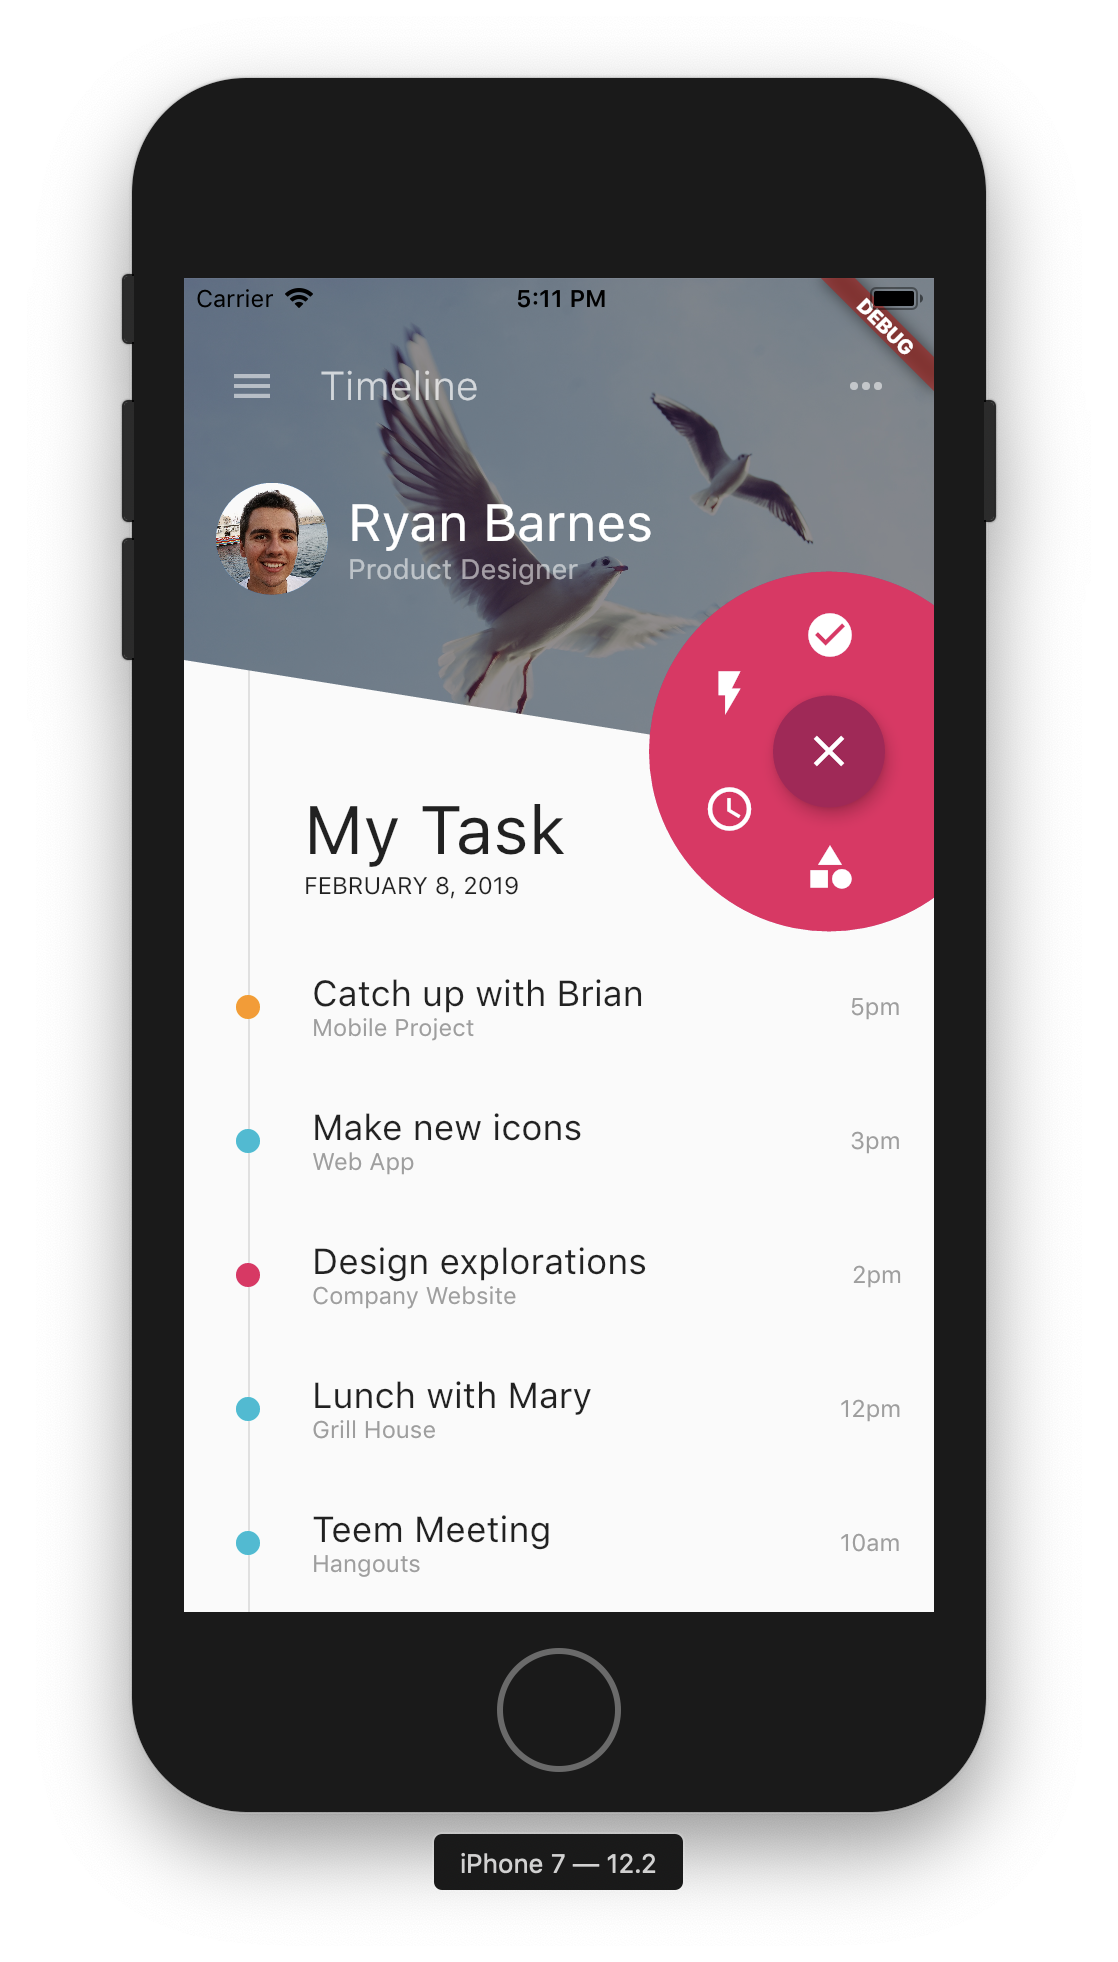 Carrier 5:11 PM
DEBUG
Timeline
Ryan Barnes
Product Designer
My Task
FEBRUARY 8, 2019
Catch up with Brian 5pm
Mobile Project
Make new icons 3pm
Web App
Design explorations 2pm
Company Website
Lunch with Mary 12pm
Grill House
Teem Meeting 10am
Hangouts
iPhone 7 — 12.2